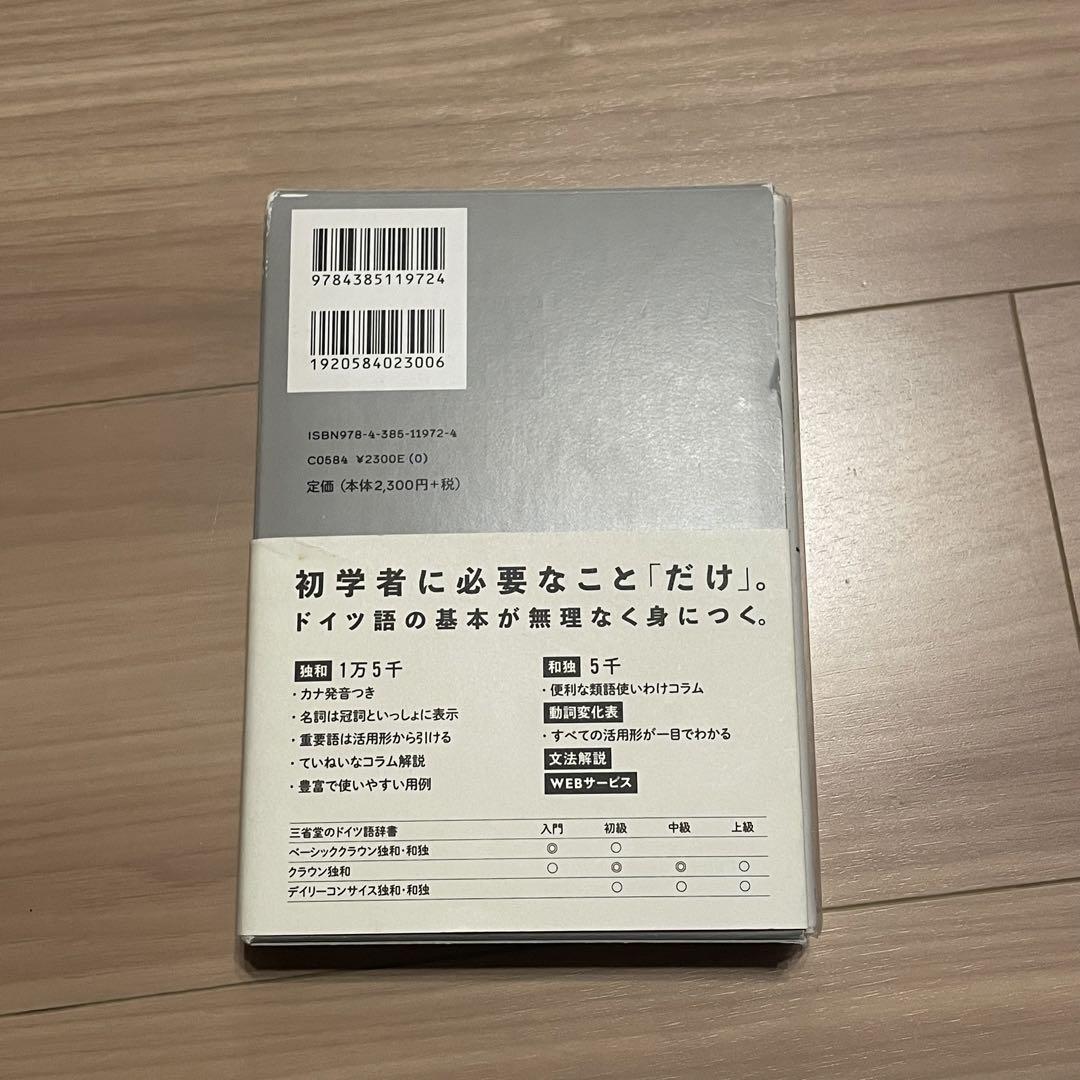 9784385119724
1920584023006
ISBN978-4-385-11972-4
C0584 ¥2300E (0)
定価 (本体2,300円+税)
初学者に必要なこと「だけ」。
ドイツ語の基本が無理なく身につく。
独和 1万5千
・カナ発音つき
・名詞は冠詞といっしょに表示
・重要語は活用形から引ける
・ていねいなコラム解説
・豊富で使いやすい用例
和独 5千
・便利な類語使いわけコラム
動詞変化表
・すべての活用形が一目でわかる
文法解説
WEBサービス
三省堂のドイツ語辞書 入門 初級 中級 上級
ベーシッククラウン独和・和独 ◎ ○
クラウン独和 ○ ◎ ◎ ○
デイリーコンサイス独和・和独 ○ ○ ○